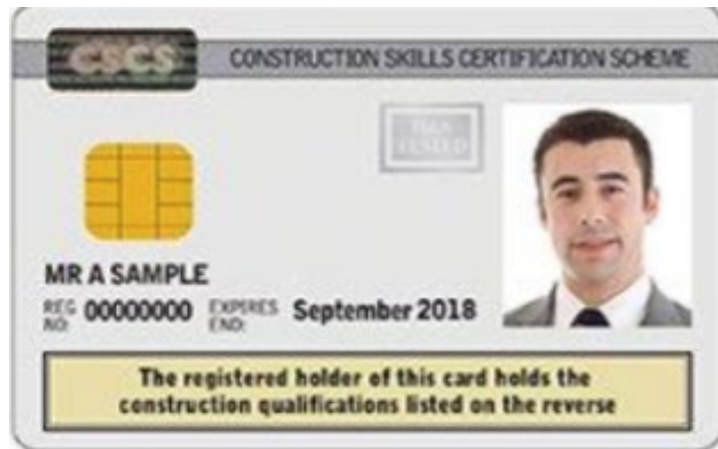 CSCS
CONSTRUCTION SKILLS CERTIFICATION SCHEME
H&S
TESTED
MR A SAMPLE
REG NO: 00000000 EXPIRES END: September 2018
The registered holder of this card holds the
construction qualifications listed on the reverse